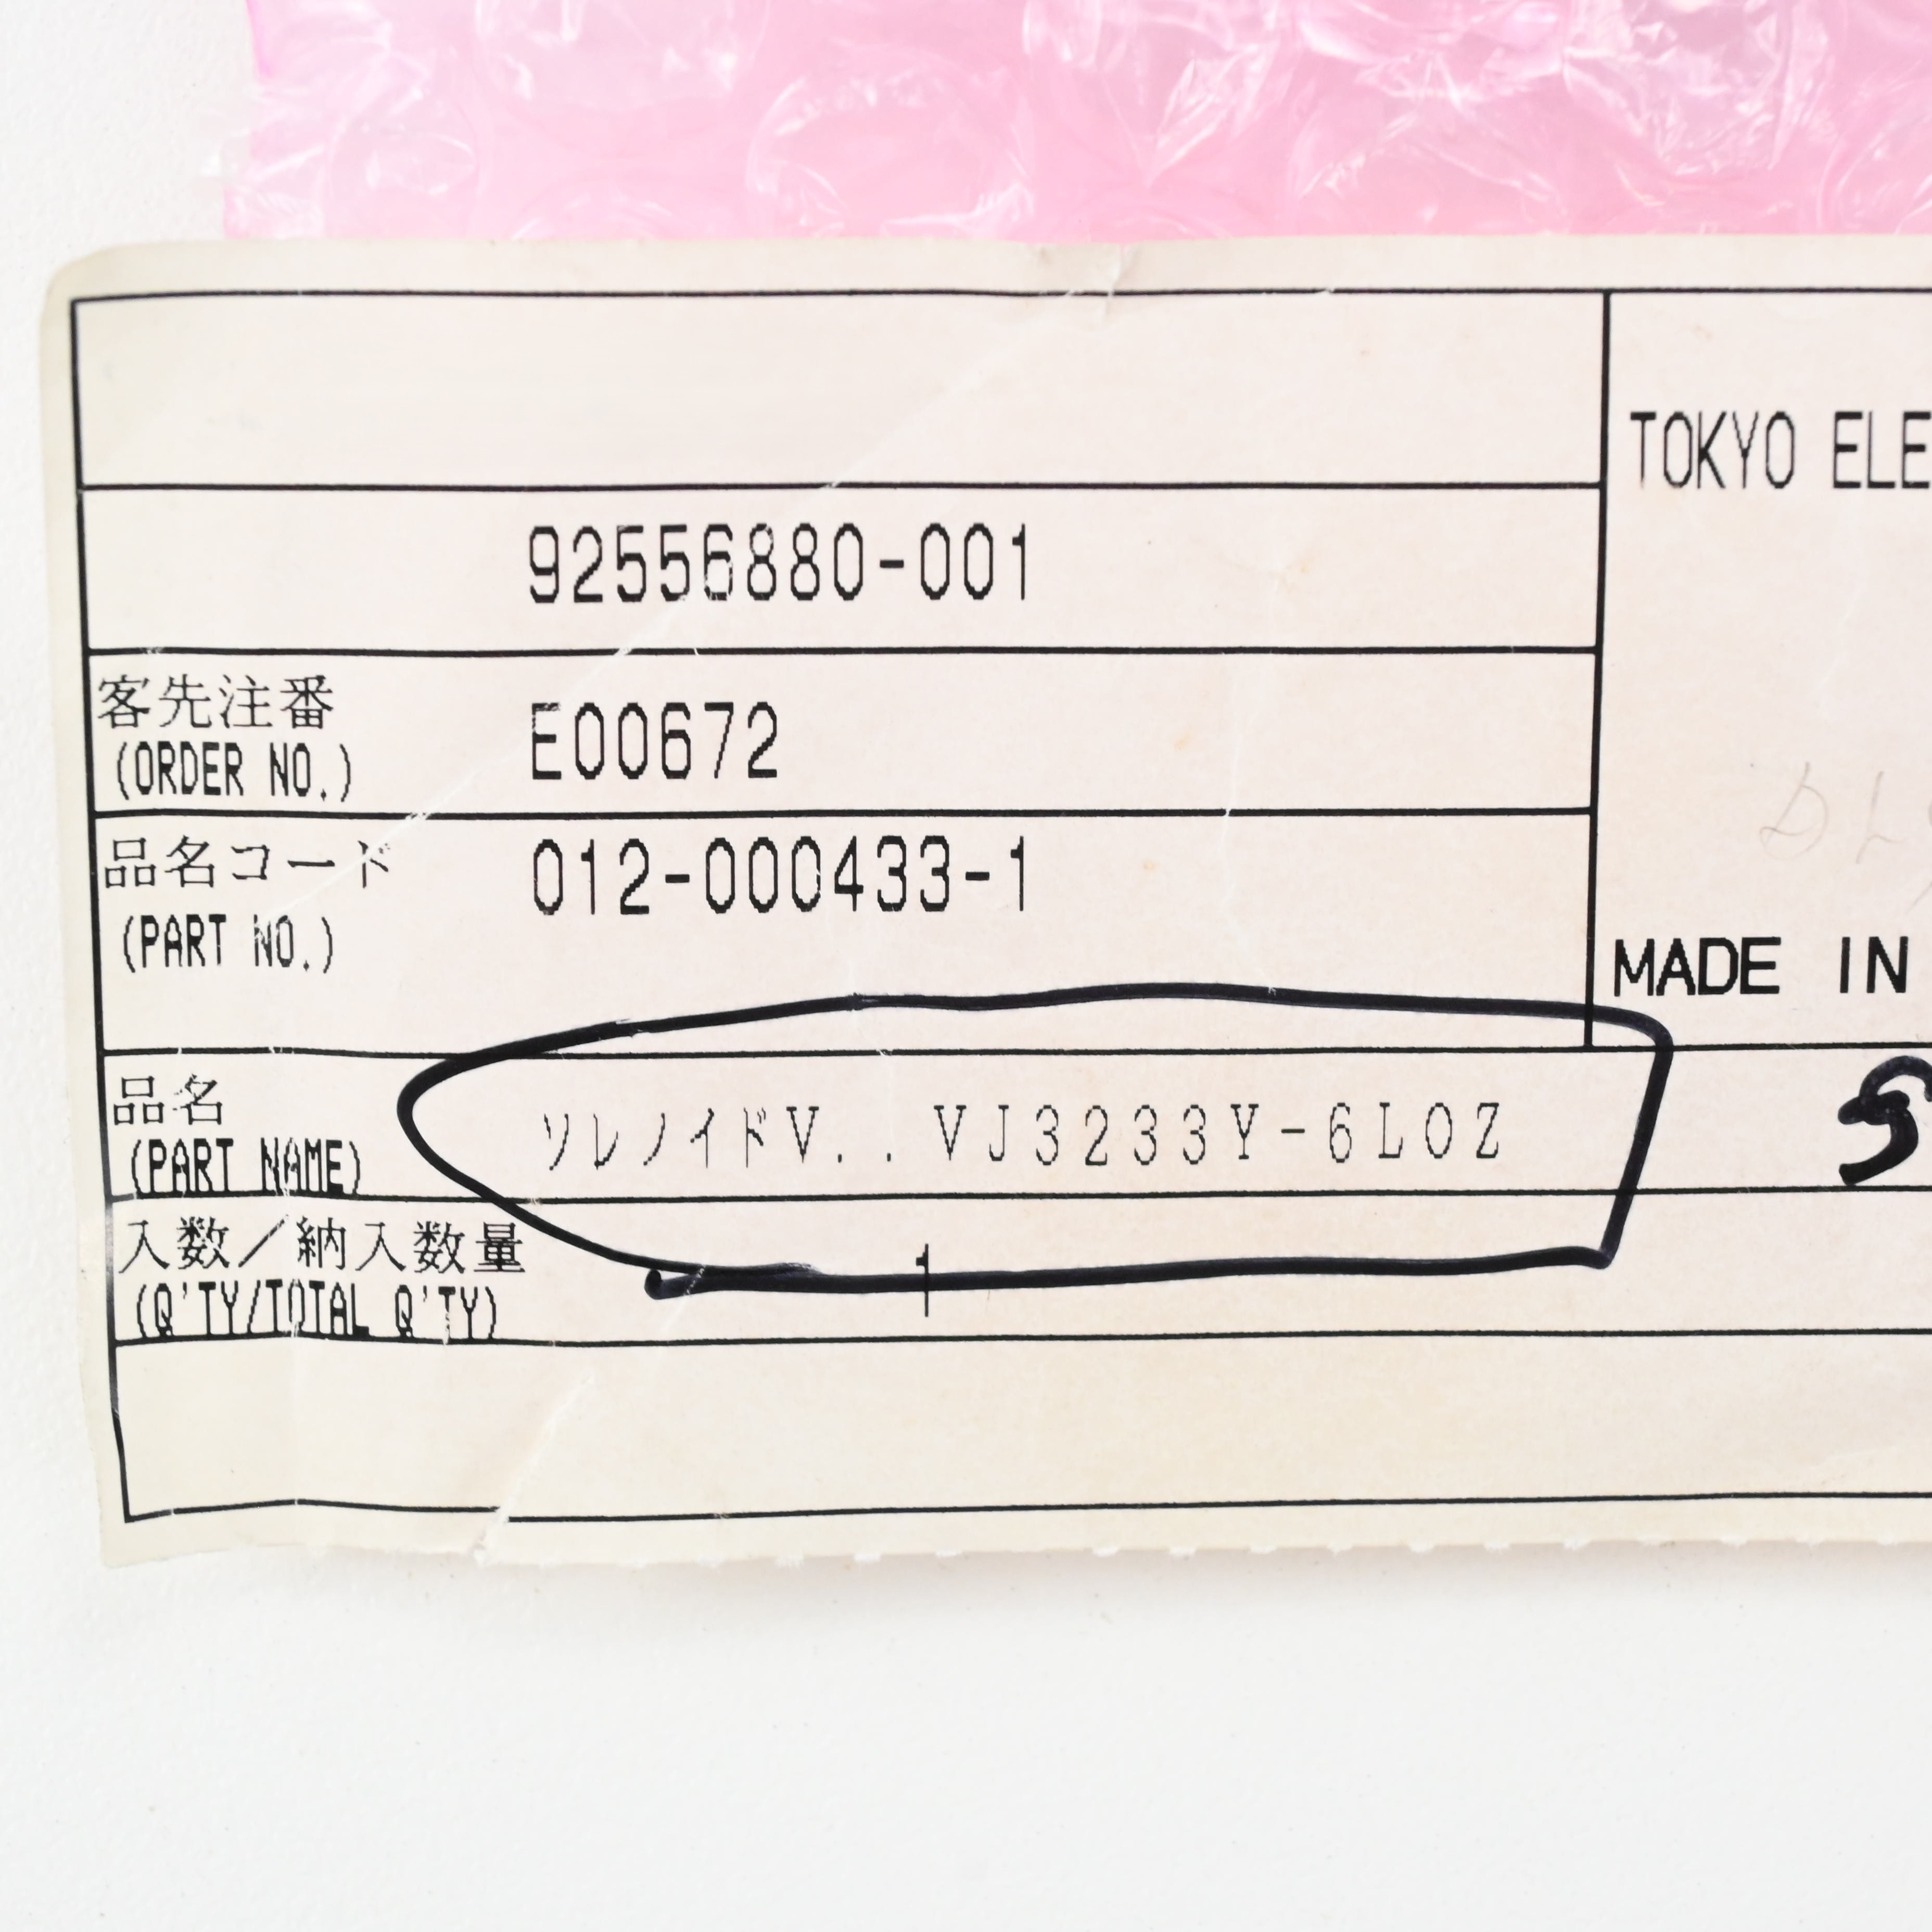 TOKYO ELE
92556880-001
客先注番
(ORDER NO.)
E00672
品名コード
(PART NO.)
012-000433-1
MADE IN
品名
(PART NAME)
ソレノイドV..VJ3233Y-6LOZ
入数/納入数量
(Q'TY/TOTAL Q'TY)
1